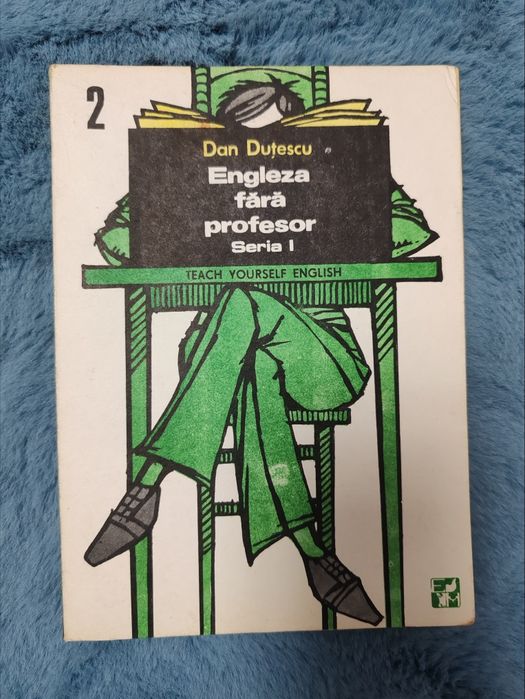 2
Dan Duțescu
Engleza
fără
profesor
Seria I
TEACH YOURSELF ENGLISH